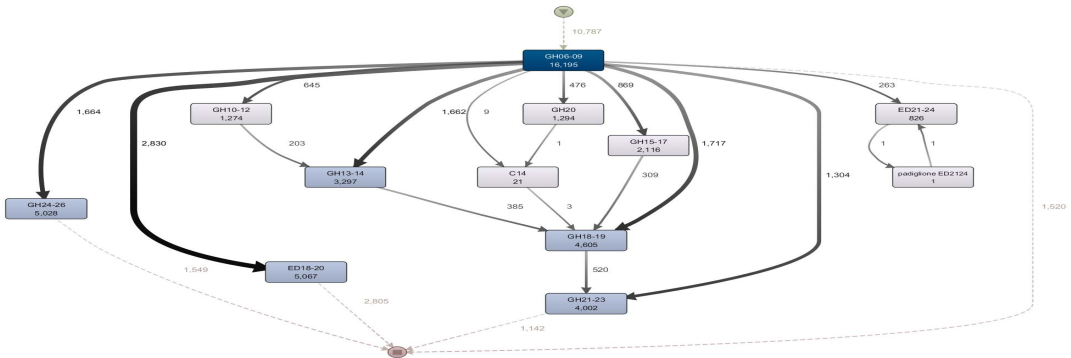 10,787
GH06-09
16,195
645
476
869
263
1,664
GH10-12
1,274
1,662
9
GH20
1,294
ED21-24
826
2,830
203
1
GH15-17
2,116
1,717
1
1
GH13-14
3,297
C14
21
309
1,304
padiglione ED2124
1
GH24-26
5,028
385
3
1,520
GH18-19
4,605
1,549
ED18-20
5,067
520
2,805
GH21-23
4,002
1,142